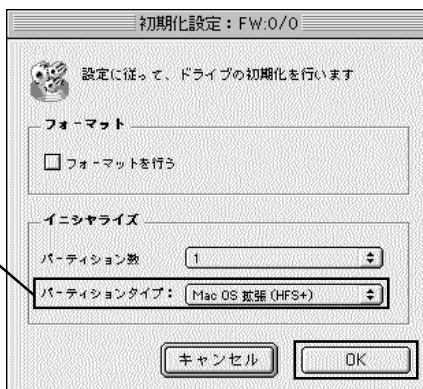 初期化設定：FW:0/0
設定に従って、ドライブの初期化を行います
フォーマット
フォーマットを行う
イニシャライズ
パーティション数 1
パーティションタイプ： Mac OS 拡張 (HFS+)
キャンセル OK